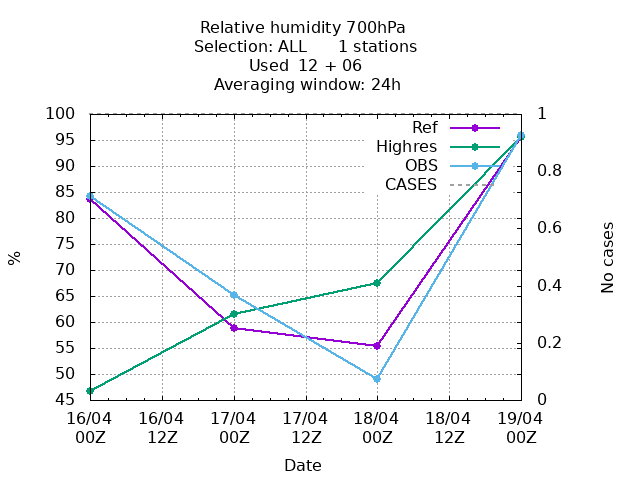 Relative humidity 700hPa
Selection: ALL      1 stations
Used  12 + 06
Averaging window: 24h
100
95
90
85
80
75
70
65
60
55
50
45
%
Ref
Highres
OBS
CASES
1
0.8
0.6
0.4
0.2
0
No cases
16/04 16/04 17/04 17/04 18/04 18/04 19/04
00Z 12Z 00Z 12Z 00Z 12Z 00Z
Date